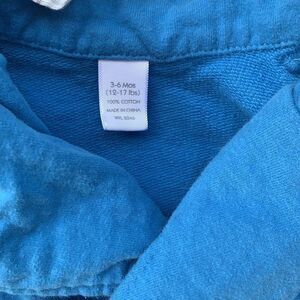 3-6 Mos
(12-17 lbs)
100% COTTON
MADE IN CHINA